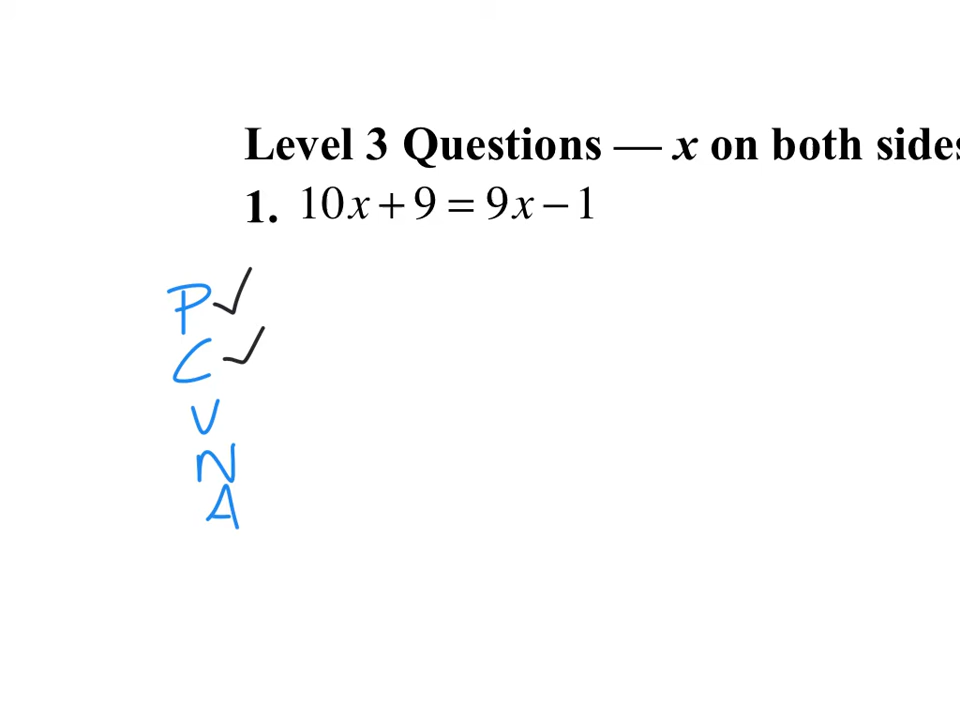 Level 3 Questions — x on both sides
1. 10x + 9 = 9x − 1
P ✓
C ✓
V
N
A